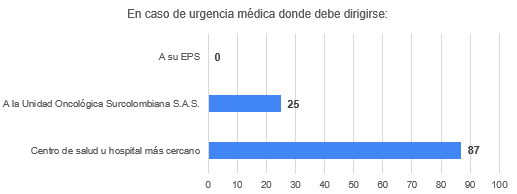 En caso de urgencia médica donde debe dirigirse:
A su EPS
0
A la Unidad Oncológica Surcolombiana S.A.S.
25
Centro de salud u hospital más cercano
87
0 10 20 30 40 50 60 70 80 90 100